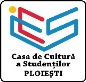 Casa de Cultură
a Studenților
PLOIEȘTI